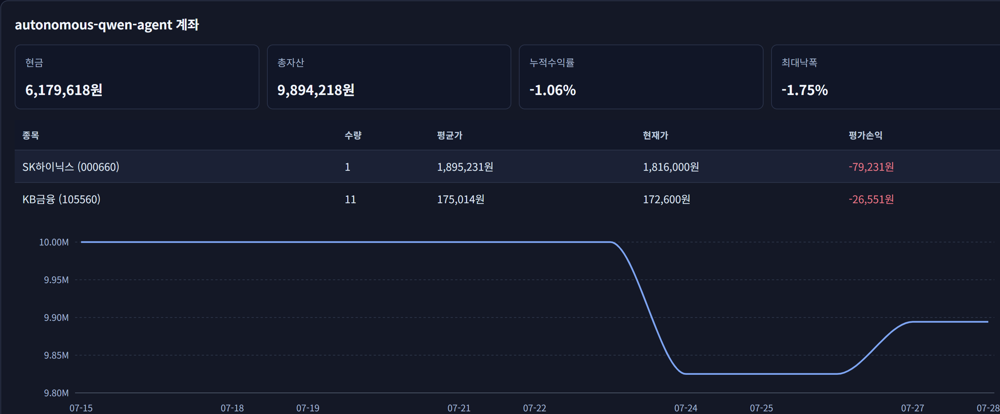 autonomous-qwen-agent 계좌
현금 총자산 누적수익률 최대낙폭
6,179,618원 9,894,218원 -1.06% -1.75%
종목 수량 평균가 현재가 평가손익
SK하이닉스 (000660) 1 1,895,231원 1,816,000원 -79,231원
KB금융 (105560) 11 175,014원 172,600원 -26,551원
10.00M
9.95M
9.90M
9.85M
9.80M
07-15 07-18 07-19 07-21 07-22 07-24 07-25 07-27 07-28